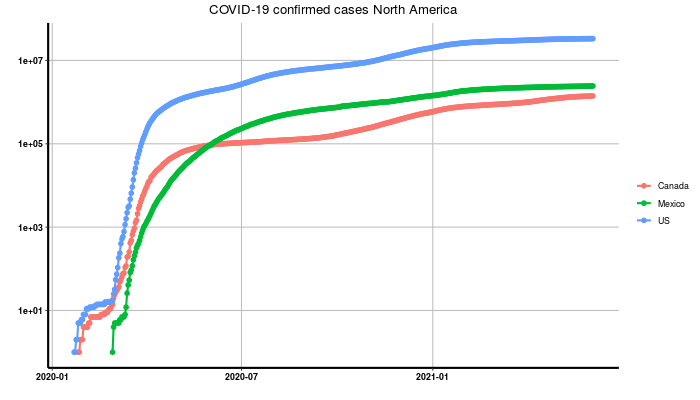 COVID-19 confirmed cases North America
1e+07
1e+05
1e+03
1e+01
2020-01
2020-07
2021-01
Canada
Mexico
US